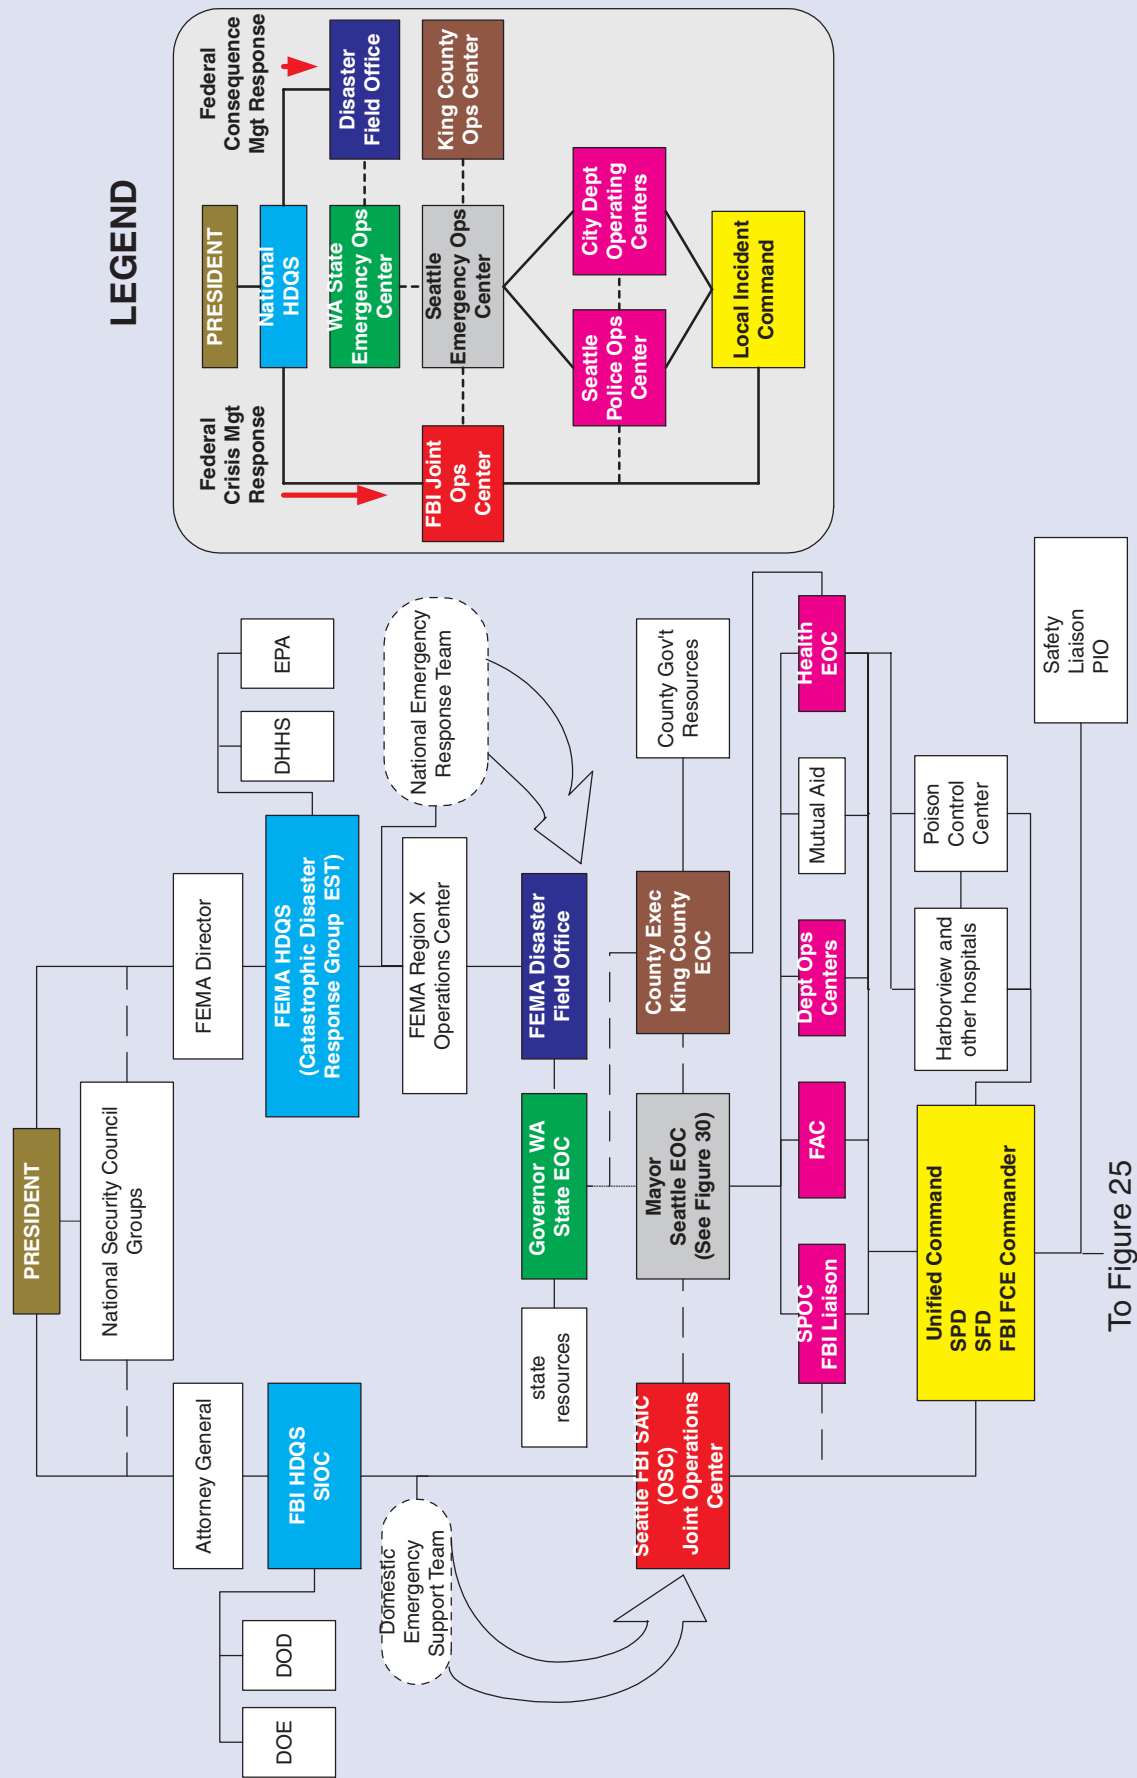 LEGEND
PRESIDENT
National
HDQS
Federal
Crisis Mgt
Response
Federal
Consequence
Mgt Response
WA State
Emergency Ops
Center
Disaster
Field Office
FBI Joint
Ops
Center
Seattle
Emergency Ops
Center
King County
Ops Center
Seattle
Police Ops
Center
City Dept
Operating
Centers
Local Incident
Command
PRESIDENT
National Security Council
Groups
Attorney General
FEMA Director
FBI HDQS
SIOC
FEMA HDQS
(Catastrophic Disaster
Response Group EST)
DOE
DOD
DHHS
EPA
Domestic
Emergency
Support Team
FEMA Region X
Operations Center
National Emergency
Response Team
state
resources
Governor WA
State EOC
FEMA Disaster
Field Office
Seattle FBI SAIC
(OSC)
Joint Operations
Center
Mayor
Seattle EOC
(See Figure 30)
County Exec
King County
EOC
County Gov't
Resources
SPOC
FBI Liaison
FAC
Dept Ops
Centers
Mutual Aid
Health
EOC
Unified Command
SPD
SFD
FBI FCE Commander
Harborview and
other hospitals
Poison
Control
Center
Safety
Liaison
PIO
To Figure 25